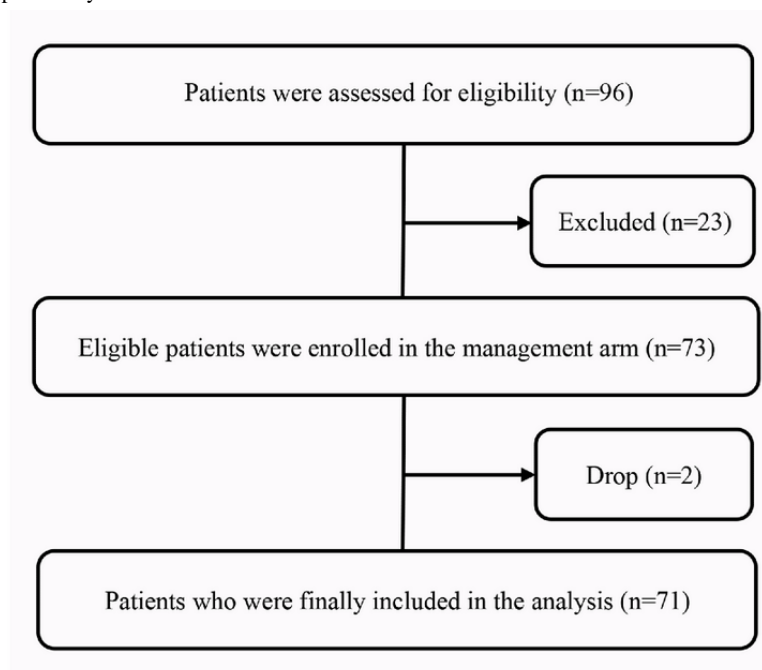 Patients were assessed for eligibility (n=96)
Excluded (n=23)
Eligible patients were enrolled in the management arm (n=73)
Drop (n=2)
Patients who were finally included in the analysis (n=71)